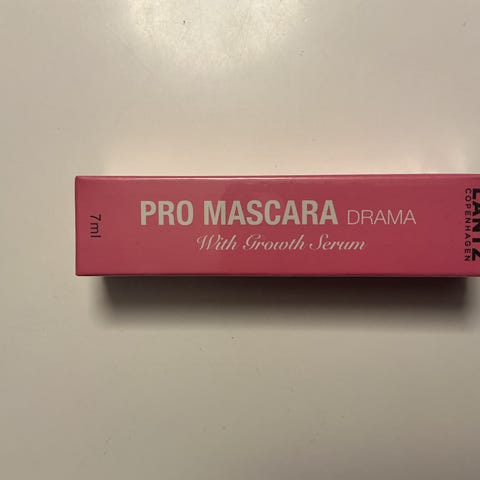 7ml
PRO MASCARA DRAMA
With Growth Serum
LANTZ
COPENHAGEN